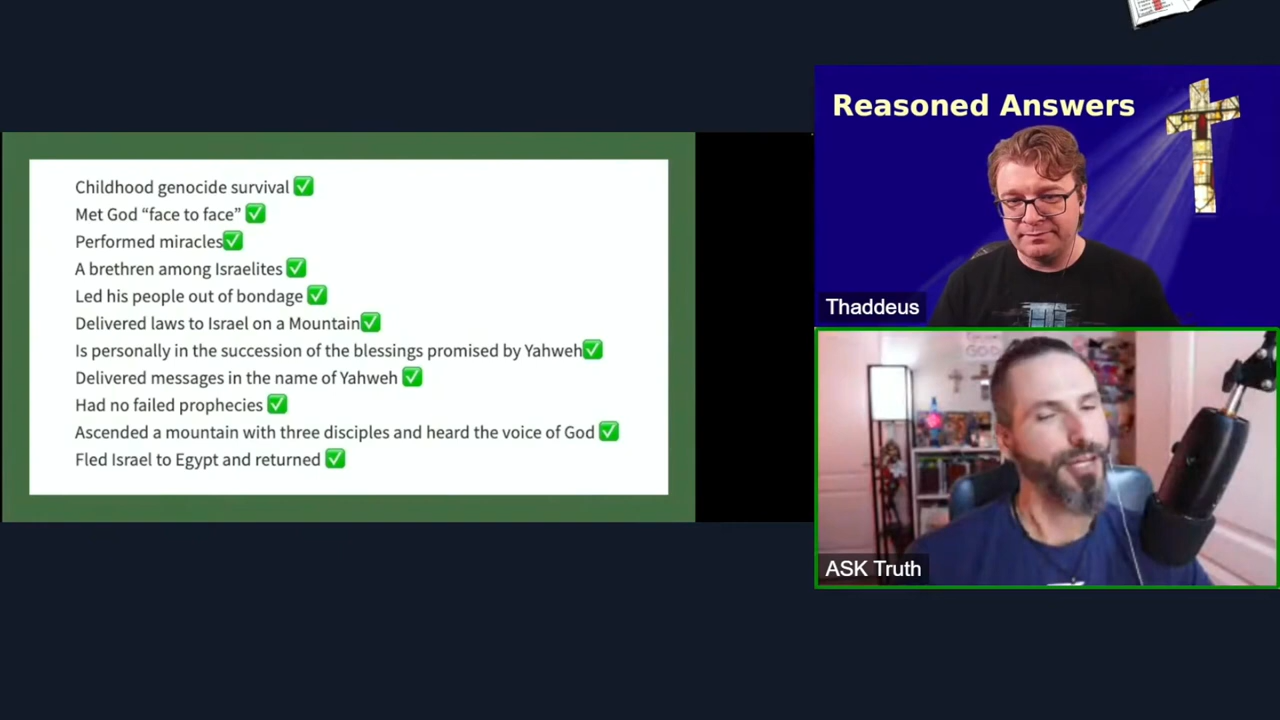 Childhood genocide survival ✅
Met God “face to face” ✅
Performed miracles✅
A brethren among Israelites ✅
Led his people out of bondage ✅
Delivered laws to Israel on a Mountain✅
Is personally in the succession of the blessings promised by Yahweh✅
Delivered messages in the name of Yahweh ✅
Had no failed prophecies ✅
Ascended a mountain with three disciples and heard the voice of God ✅
Fled Israel to Egypt and returned ✅
Reasoned Answers
Thaddeus
ASK Truth